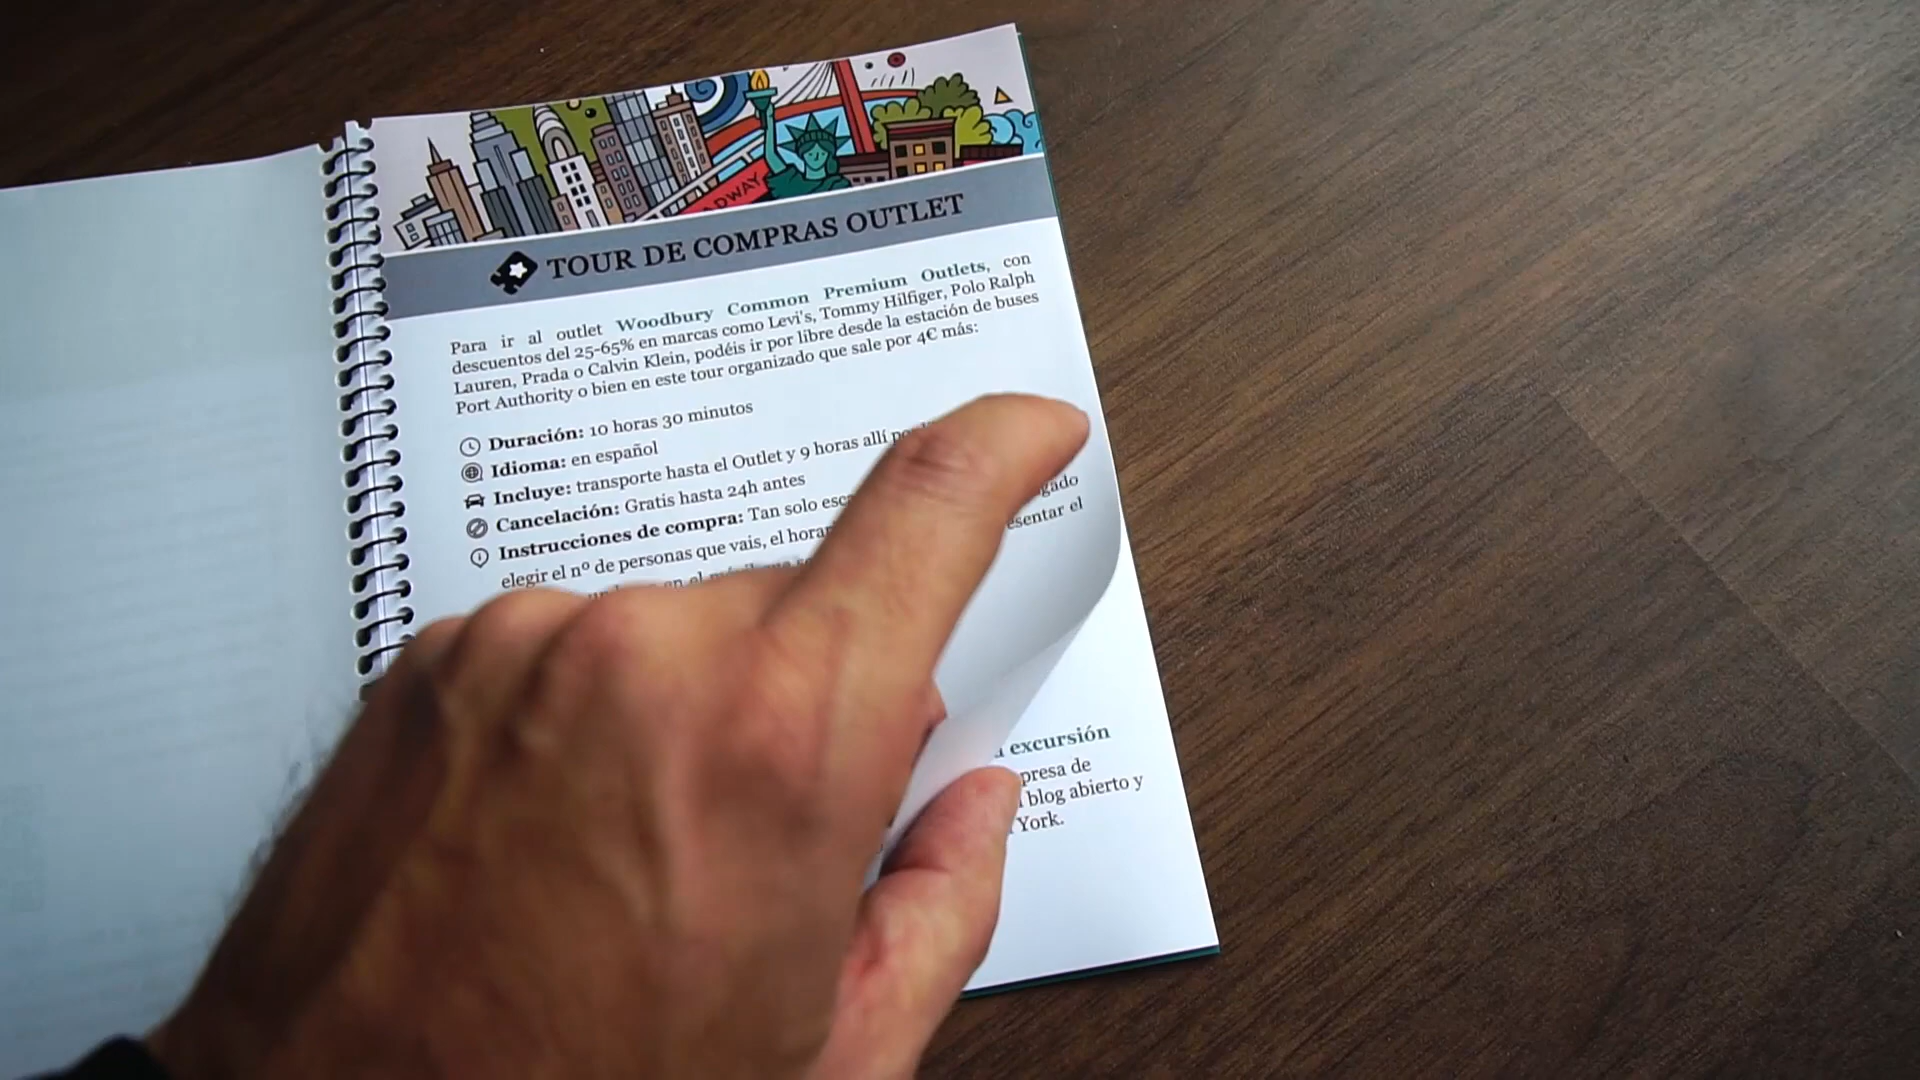 ADWAY
TOUR DE COMPRAS OUTLET
Para ir al outlet Woodbury Common Premium Outlets, con
descuentos del 25-65% en marcas como Levi's, Tommy Hilfiger, Polo Ralph
Lauren, Prada o Calvin Klein, podéis ir por libre desde la estación de buses
Port Authority o bien en este tour organizado que sale por 4€ más:
Duración: 10 horas 30 minutos
Idioma: en español
Incluye: transporte hasta el Outlet y 9 horas allí
Cancelación: Gratis hasta 24h antes
Instrucciones de compra: Tan solo
elegir el nº de personas que vais, el
en el
excursión
blog abierto y
York.